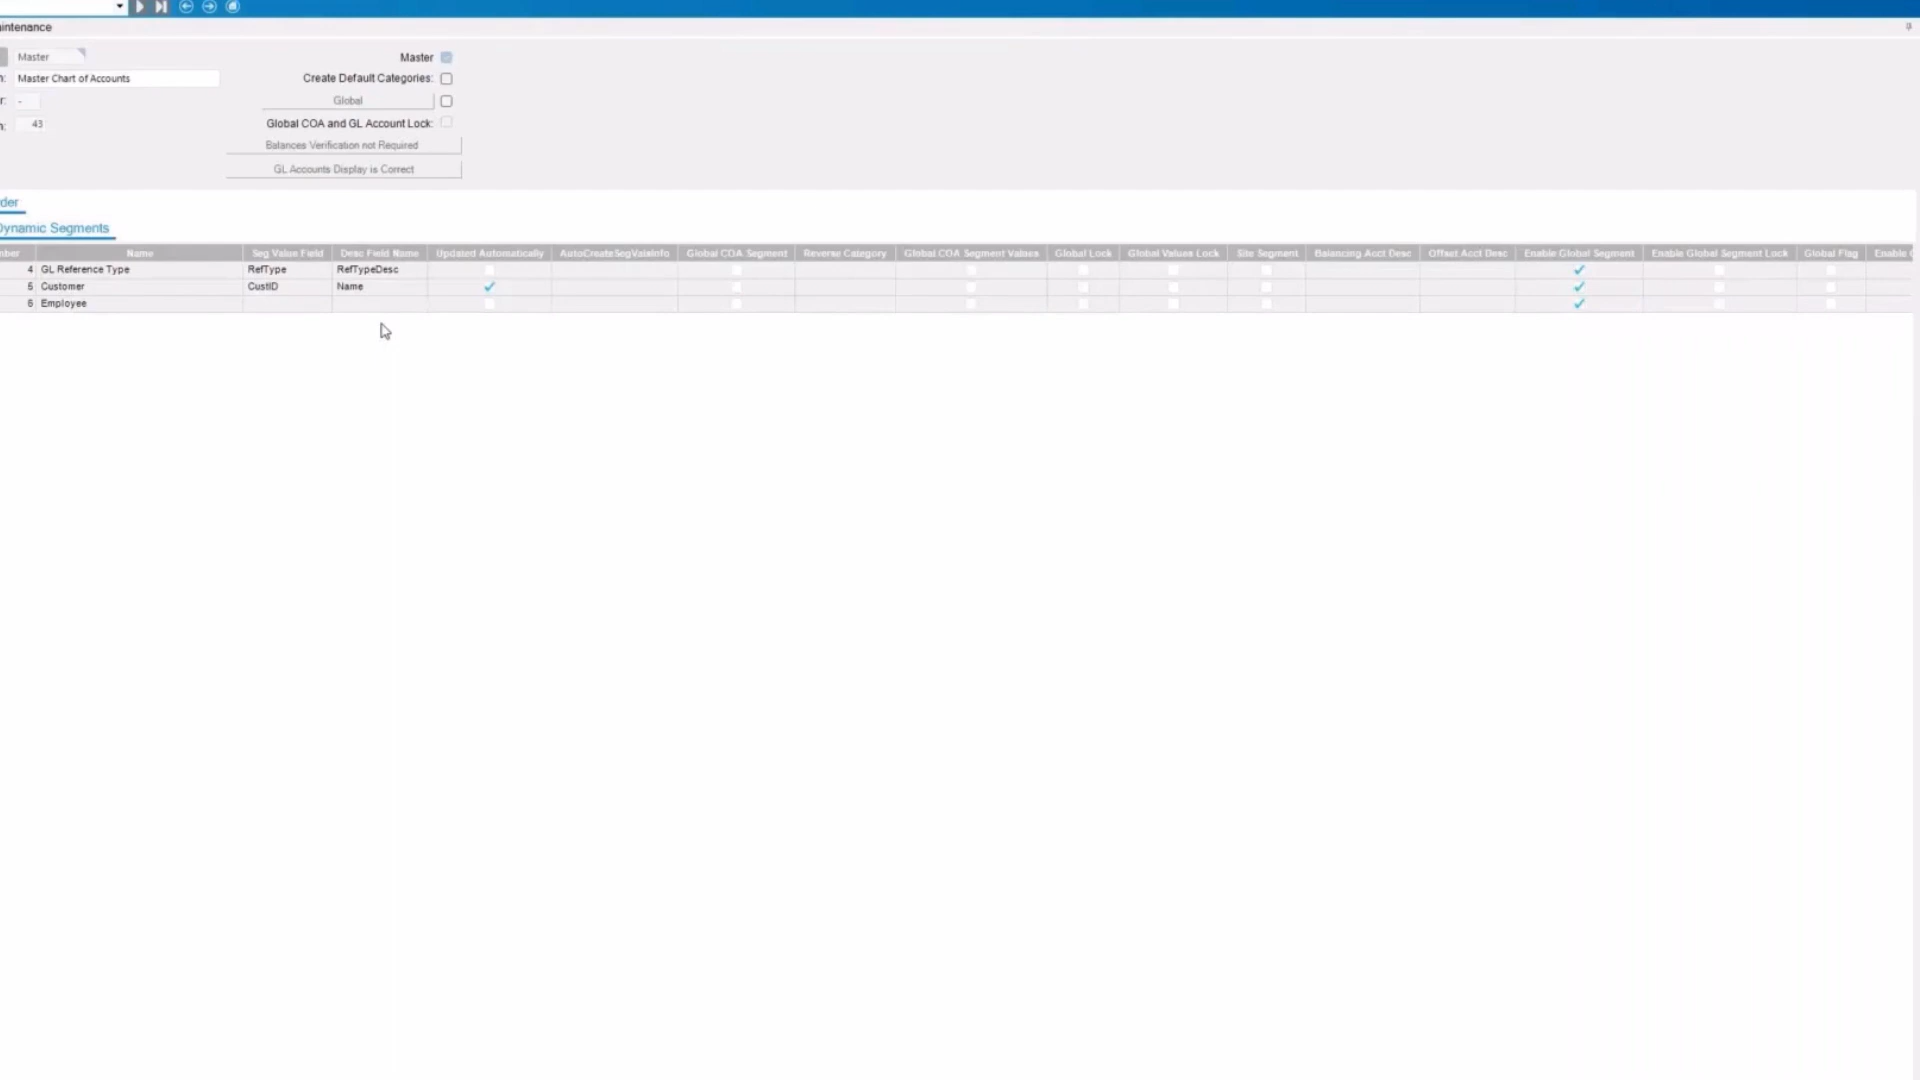 intenance
Master
Master Chart of Accounts
-
43
Master
Create Default Categories:
Global
Global COA and GL Account Lock:
Balances Verification not Required
GL Accounts Display is Correct
der
Dynamic Segments
mber Name Seg Value Field Desc Field Name Updated Automatically AutoCreateSegValsInfo Global COA Segment Reverse Category Global COA Segment Values Global Lock Global Values Lock Site Segment Balancing Acct Desc Offset Acct Desc Enable Global Segment Enable Global Segment Lock Global Flag Enable
4 GL Reference Type RefType RefTypeDesc
5 Customer CustID Name
6 Employee